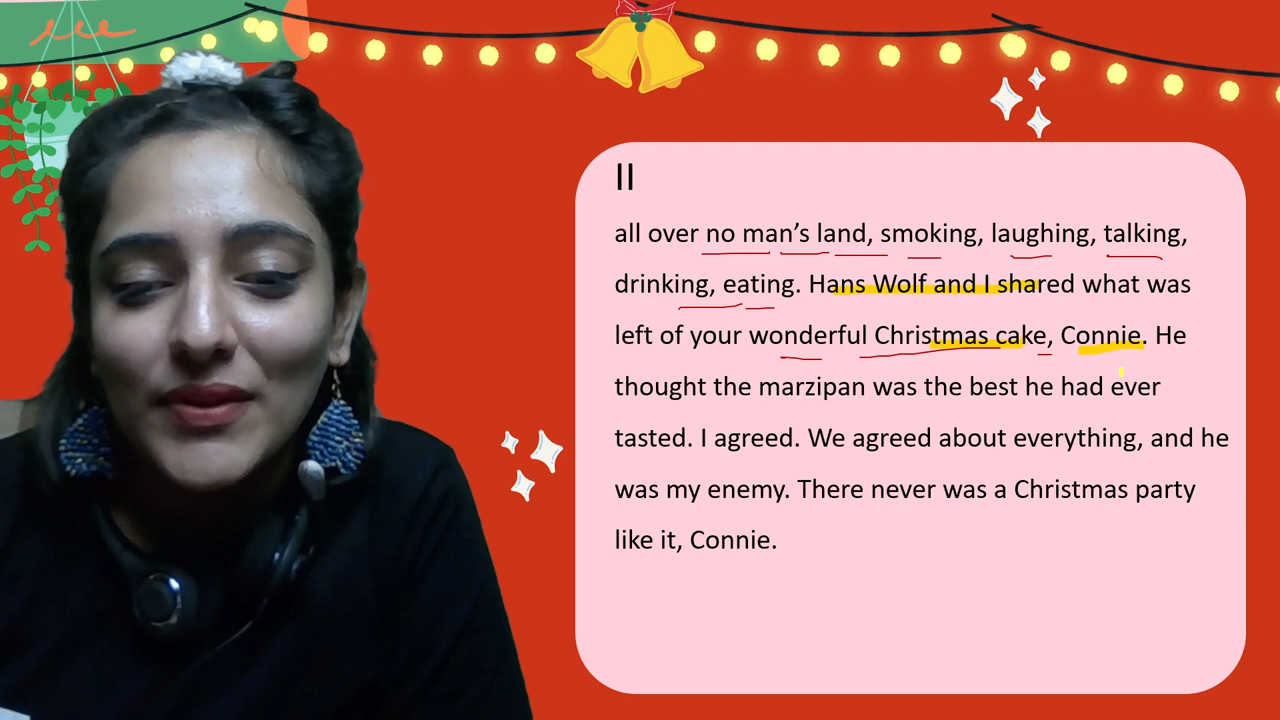 II
all over no man’s land, smoking, laughing, talking,
drinking, eating. Hans Wolf and I shared what was
left of your wonderful Christmas cake, Connie. He
thought the marzipan was the best he had ever
tasted. I agreed. We agreed about everything, and he
was my enemy. There never was a Christmas party
like it, Connie.